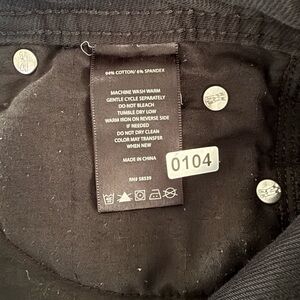 94% COTTON/ 6% SPANDEX
MACHINE WASH WARM
GENTLE CYCLE SEPARATELY
DO NOT BLEACH
TUMBLE DRY LOW
WARM IRON ON REVERSE SIDE
IF NEEDED
DO NOT DRY CLEAN
COLOR MAY TRANSFER
WHEN NEW
MADE IN CHINA
0104
RN# 58539